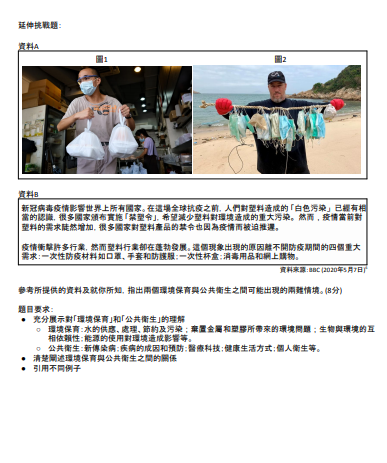 延伸挑戰題：
資料A
圖1
圖2
資料B
新冠病毒疫情影響世界上所有國家。在這場全球抗疫之前，人們對塑料造成的「白色污染」已經有相
當的認識，很多國家頒布實施「禁塑令」，希望減少塑料對環境造成的重大污染。然而，疫情當前對
塑料的需求陡然增加，很多國家對塑料產品的禁令也因為疫情而被迫推遲。
疫情衝擊許多行業，然而塑料行業卻在蓬勃發展。這個現象出現的原因離不開防疫期間的四個重大
需求：一次性防疫材料如口罩、手套和防護服；一次性杯盒；消毒用品和網上購物。
資料來源：BBC (2020年5月7日)
參考所提供的資料及就你所知，指出兩個環境保育與公共衛生之間可能出現的兩難情境。(8分)
題目要求：
● 充分展示對「環境保育」和「公共衛生」的理解
○ 環境保育：水的供應、處理、節約及污染；棄置金屬和塑膠所帶來的環境問題；生物與環境的互
相依賴性；能源的使用對環境造成影響等。
○ 公共衛生：新傳染病；疾病的成因和預防；醫療科技；健康生活方式；個人衛生等。
● 清楚闡述環境保育與公共衛生之間的關係
● 引用不同例子